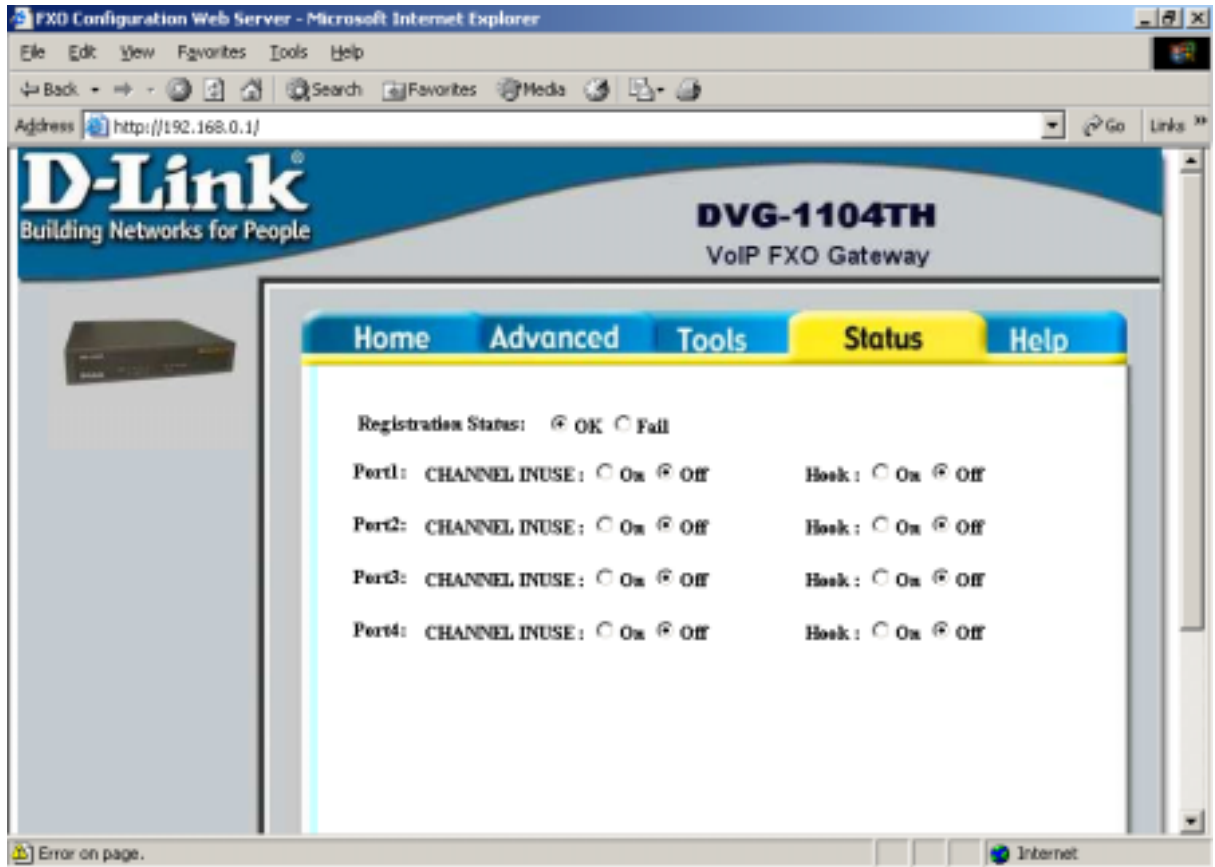 FXO Configuration Web Server - Microsoft Internet Explorer
File Edit View Favorites Tools Help
Back Search Favorites Media
Address http://192.168.0.1/ Go Links »
D-Link®
Building Networks for People
DVG-1104TH
VoIP FXO Gateway
Home Advanced Tools Status Help
Registration Status: OK Fail
Port1: CHANNEL INUSE : On Off Hook : On Off
Port2: CHANNEL INUSE : On Off Hook : On Off
Port3: CHANNEL INUSE : On Off Hook : On Off
Port4: CHANNEL INUSE : On Off Hook : On Off
Error on page. Internet